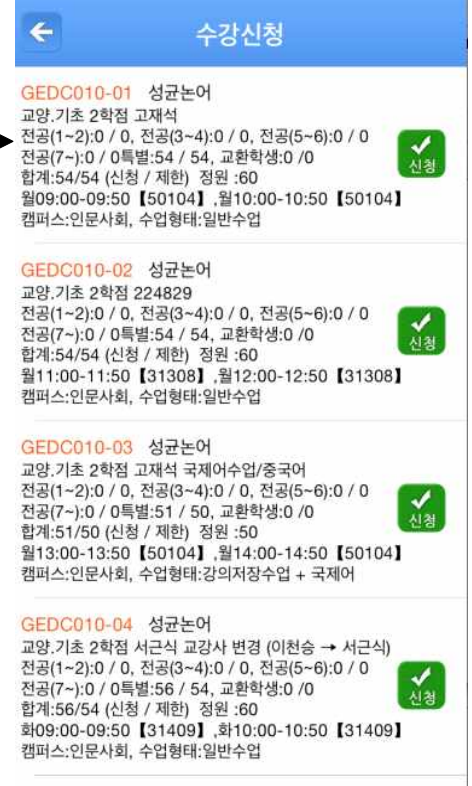 수강신청
GEDC010-01 성균논어
교양.기초 2학점 고재석
전공(1~2):0 / 0, 전공(3~4):0 / 0, 전공(5~6):0 / 0
전공(7~):0 / 0특별:54 / 54, 교환학생:0 /0
합계:54/54 (신청 / 제한) 정원 :60
월09:00-09:50【50104】,월10:00-10:50【50104】
캠퍼스:인문사회, 수업형태:일반수업
신청
GEDC010-02 성균논어
교양.기초 2학점 224829
전공(1~2):0 / 0, 전공(3~4):0 / 0, 전공(5~6):0 / 0
전공(7~):0 / 0특별:54 / 54, 교환학생:0 /0
합계:54/54 (신청 / 제한) 정원 :60
월11:00-11:50【31308】,월12:00-12:50【31308】
캠퍼스:인문사회, 수업형태:일반수업
신청
GEDC010-03 성균논어
교양.기초 2학점 고재석 국제어수업/중국어
전공(1~2):0 / 0, 전공(3~4):0 / 0, 전공(5~6):0 / 0
전공(7~):0 / 0특별:51 / 50, 교환학생:0 /0
합계:51/50 (신청 / 제한) 정원 :50
월13:00-13:50【50104】,월14:00-14:50【50104】
캠퍼스:인문사회, 수업형태:강의저장수업 + 국제어
신청
GEDC010-04 성균논어
교양.기초 2학점 서근식 교강사 변경 (이천승 → 서근식)
전공(1~2):0 / 0, 전공(3~4):0 / 0, 전공(5~6):0 / 0
전공(7~):0 / 0특별:56 / 54, 교환학생:0 /0
합계:56/54 (신청 / 제한) 정원 :60
화09:00-09:50【31409】,화10:00-10:50【31409】
캠퍼스:인문사회, 수업형태:일반수업
신청